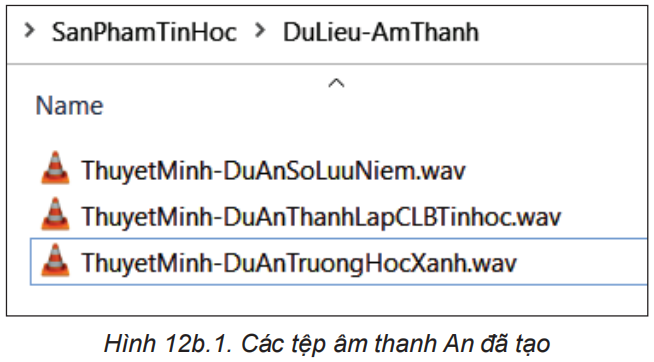 > SanPhamTinHoc > DuLieu-AmThanh
Name
ThuyetMinh-DuAnSoLuuNiem.wav
ThuyetMinh-DuAnThanhLapCLBTinhoc.wav
ThuyetMinh-DuAnTruongHocXanh.wav
Hình 12b.1. Các tệp âm thanh An đã tạo